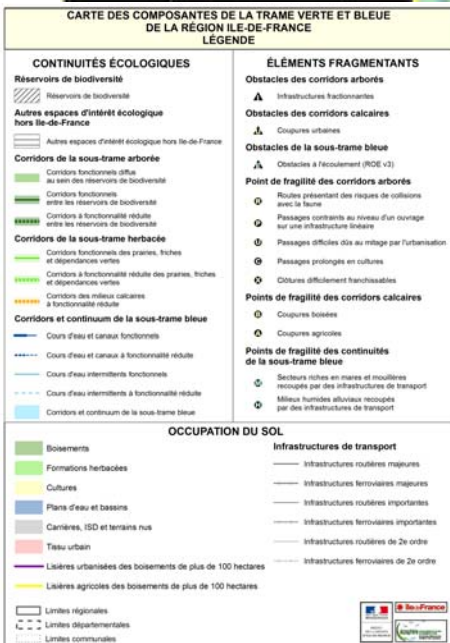 CARTE DES COMPOSANTES DE LA TRAME VERTE ET BLEUE
DE LA RÉGION ILE-DE-FRANCE
LÉGENDE
CONTINUITÉS ÉCOLOGIQUES
Réservoirs de biodiversité
Réservoirs de biodiversité
Autres espaces d'intérêt écologique
hors Ile-de-France
Autres espaces d'intérêt écologique hors Ile-de-France
Corridors de la sous-trame arborée
Corridors fonctionnels diffus
au sein des réservoirs de biodiversité
Corridors fonctionnels
entre les réservoirs de biodiversité
Corridors à fonctionnalité réduite
entre les réservoirs de biodiversité
Corridors de la sous-trame herbacée
Corridors fonctionnels des prairies, friches
et dépendances vertes
Corridors à fonctionnalité réduite des prairies, friches
et dépendances vertes
Corridors des milieux calcaires
à fonctionnalité réduite
Corridors et continuum de la sous-trame bleue
Cours d'eau et canaux fonctionnels
Cours d'eau et canaux à fonctionnalité réduite
Cours d'eau intermittents fonctionnels
Cours d'eau intermittents à fonctionnalité réduite
Corridors et continuum de la sous-trame bleue
ÉLÉMENTS FRAGMENTANTS
Obstacles des corridors arborés
Infrastructures fractionnantes
Obstacles des corridors calcaires
Coupures urbaines
Obstacles de la sous-trame bleue
Obstacles à l'écoulement (ROE v3)
Point de fragilité des corridors arborés
R Routes présentant des risques de collisions
avec la faune
P Passages contraints au niveau d'un ouvrage
sur une infrastructure linéaire
U Passages difficiles dûs au mitage par l'urbanisation
C Passages prolongés en cultures
X Clôtures difficilement franchissables
Points de fragilité des corridors calcaires
B Coupures boisées
A Coupures agricoles
Points de fragilité des continuités
de la sous-trame bleue
M Secteurs riches en mares et mouillères
recoupés par des infrastructures de transport
H Milieux humides alluviaux recoupés
par des infrastructures de transport
OCCUPATION DU SOL
Boisements
Formations herbacées
Cultures
Plans d'eau et bassins
Carrières, ISD et terrains nus
Tissu urbain
Lisières urbanisées des boisements de plus de 100 hectares
Lisières agricoles des boisements de plus de 100 hectares
Limites régionales
Limites départementales
Limites communales
Infrastructures de transport
Infrastructures routières majeures
Infrastructures ferroviaires majeures
Infrastructures routières importantes
Infrastructures ferroviaires importantes
Infrastructures routières de 2e ordre
Infrastructures ferroviaires de 2e ordre
île de France